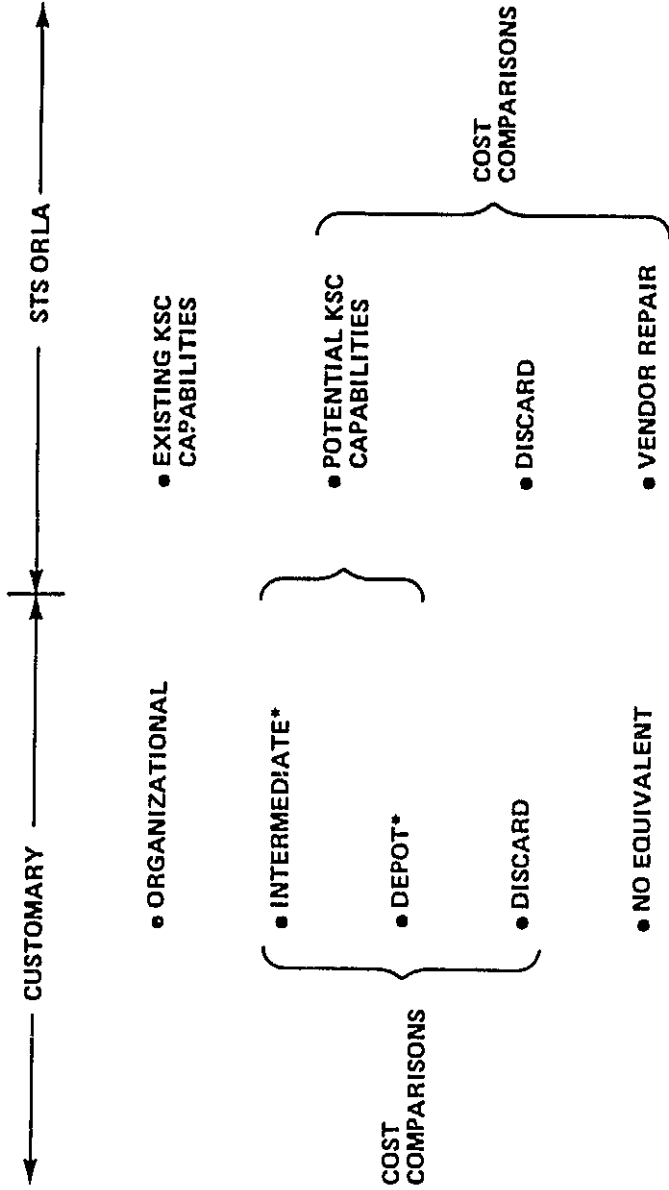 CUSTOMARY
STS ORLA
• ORGANIZATIONAL
• EXISTING KSC
CAPABILITIES
COST
COMPARISONS
• INTERMEDIATE*
• DEPOT*
• DISCARD
• POTENTIAL KSC
CAPABILITIES
• DISCARD
• NO EQUIVALENT
• VENDOR REPAIR
COST
COMPARISONS